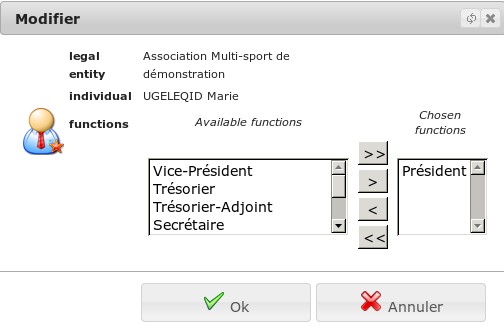 Modifier
legal entity
Association Multi-sport de démonstration
individual
UGELEQID Marie
functions
Available functions
Chosen functions
Vice-Président
Trésorier
Trésorier-Adjoint
Secrétaire
>>
>
<
<<
Président
Ok
Annuler